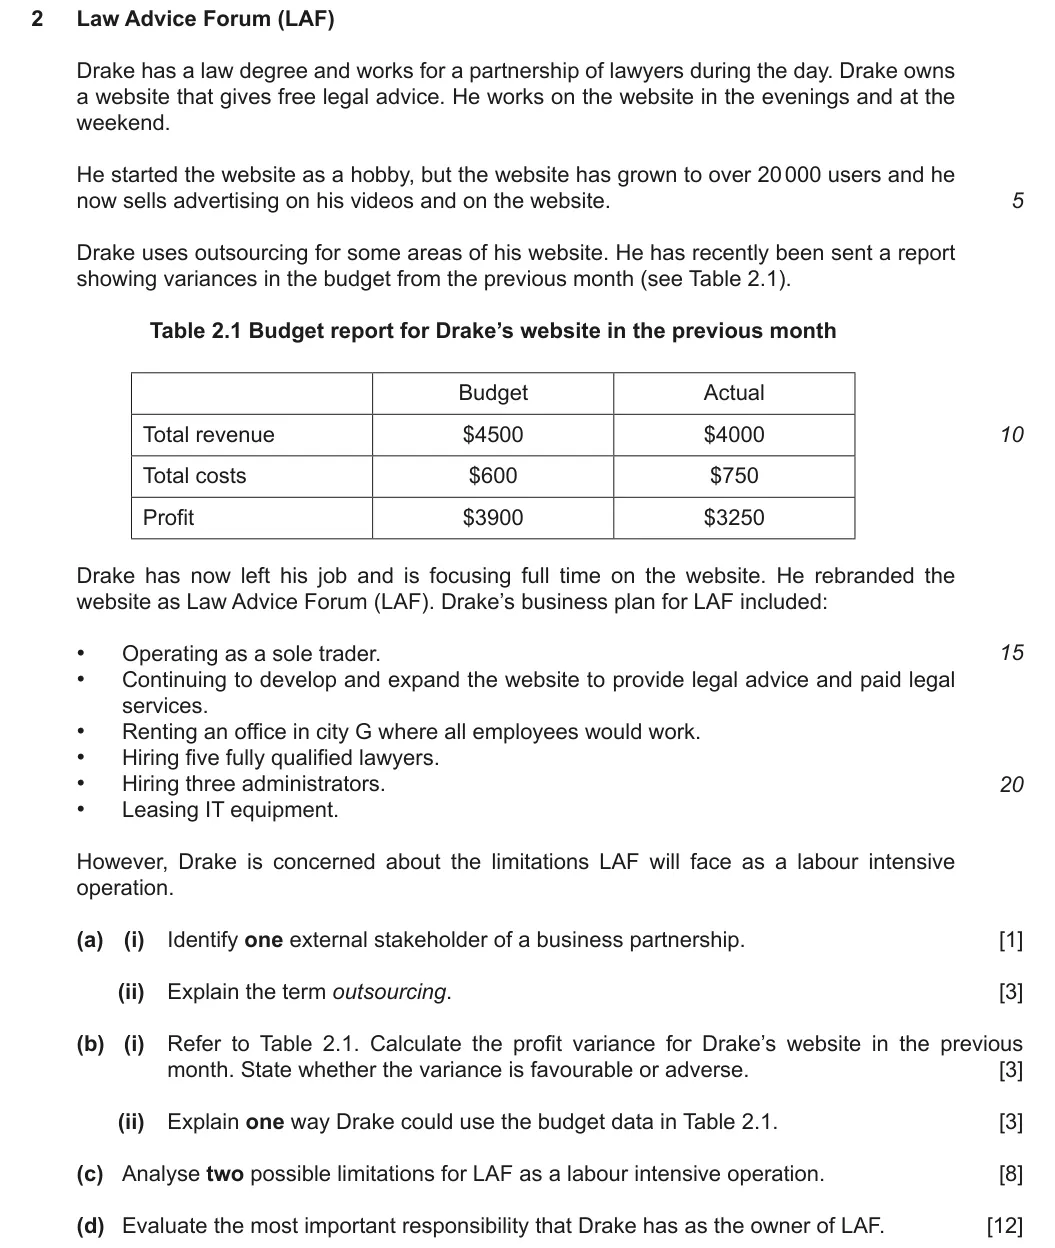 2 Law Advice Forum (LAF)
Drake has a law degree and works for a partnership of lawyers during the day. Drake owns
a website that gives free legal advice. He works on the website in the evenings and at the
weekend.
He started the website as a hobby, but the website has grown to over 20 000 users and he
now sells advertising on his videos and on the website. 5
Drake uses outsourcing for some areas of his website. He has recently been sent a report
showing variances in the budget from the previous month (see Table 2.1).
Table 2.1 Budget report for Drake’s website in the previous month
Budget Actual
Total revenue $4500 $4000 10
Total costs $600 $750
Profit $3900 $3250
Drake has now left his job and is focusing full time on the website. He rebranded the
website as Law Advice Forum (LAF). Drake’s business plan for LAF included:
• Operating as a sole trader. 15
• Continuing to develop and expand the website to provide legal advice and paid legal
services.
• Renting an office in city G where all employees would work.
• Hiring five fully qualified lawyers.
• Hiring three administrators. 20
• Leasing IT equipment.
However, Drake is concerned about the limitations LAF will face as a labour intensive
operation.
(a) (i) Identify one external stakeholder of a business partnership. [1]
(ii) Explain the term outsourcing. [3]
(b) (i) Refer to Table 2.1. Calculate the profit variance for Drake’s website in the previous
month. State whether the variance is favourable or adverse. [3]
(ii) Explain one way Drake could use the budget data in Table 2.1. [3]
(c) Analyse two possible limitations for LAF as a labour intensive operation. [8]
(d) Evaluate the most important responsibility that Drake has as the owner of LAF. [12]